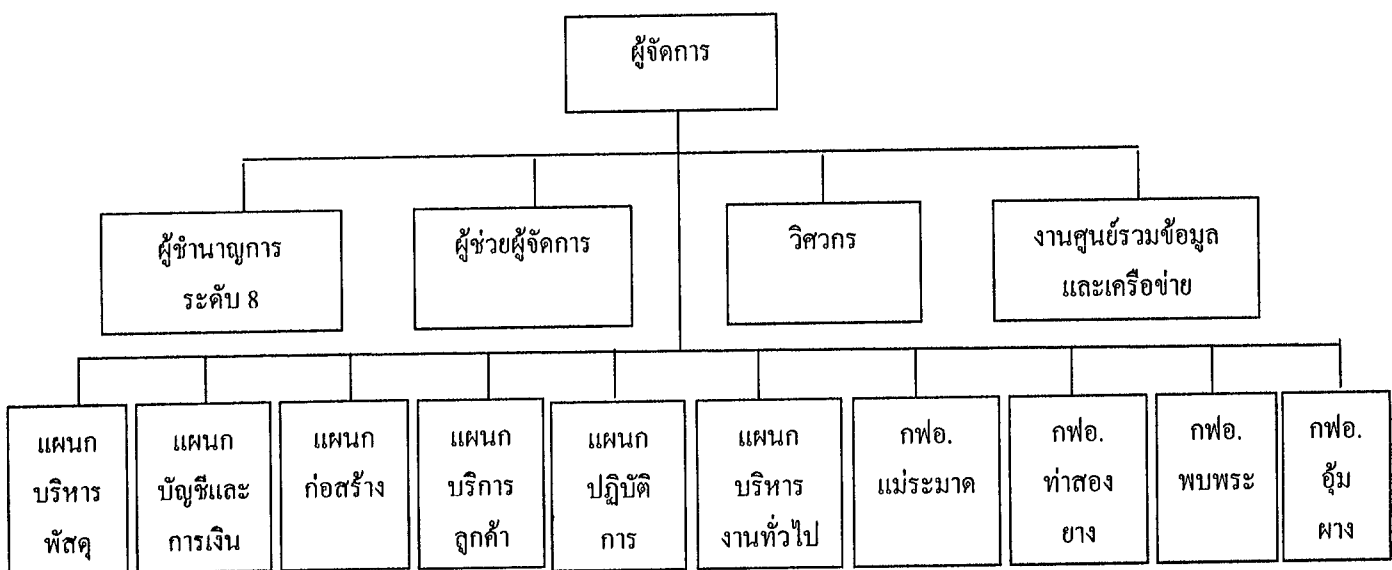 ผู้จัดการ
ผู้ชำนาญการ
ระดับ 8
ผู้ช่วยผู้จัดการ
วิศวกร
งานศูนย์รวมข้อมูล
และเครือข่าย
แผนก
บริหาร
พัสดุ
แผนก
บัญชีและ
การเงิน
แผนก
ก่อสร้าง
แผนก
บริการ
ลูกค้า
แผนก
ปฏิบัติ
การ
แผนก
บริหาร
งานทั่วไป
กฟอ.
แม่ระมาด
กฟอ.
ท่าสอง
ยาง
กฟอ.
พบพระ
กฟอ.
อุ้ม
ผาง